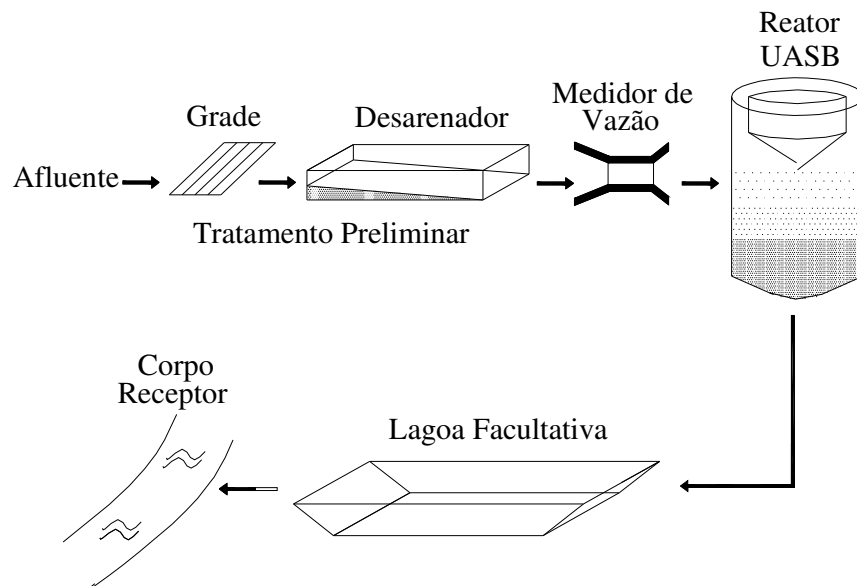 Reator
UASB
Medidor de
Vazão
Grade
Desarenador
Afluente
Tratamento Preliminar
Corpo
Receptor
Lagoa Facultativa